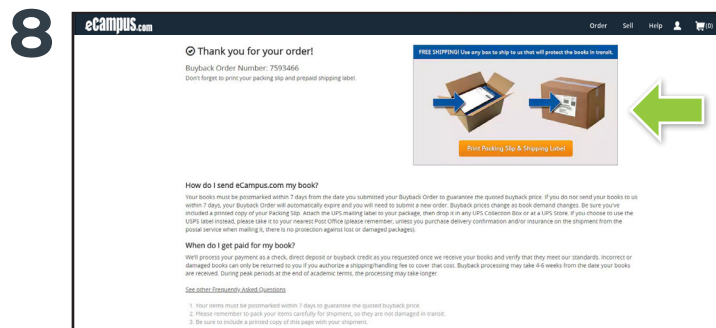 8
eCampus.com
Order Sell Help (0)
Thank you for your order!
Buyback Order Number: 7593466
Don't forget to print your packing slip and prepaid shipping label.
FREE SHIPPING! Use any box to ship to us that will protect the books in transit.
Print Packing Slip & Shipping Label
How do I send eCampus.com my book?
Your books must be postmarked within 7 days from the date you submitted your Buyback Order to guarantee the quoted buyback price. If you do not send your books to us
within 7 days, your Buyback Order will automatically expire and you will need to submit a new order. Buyback prices change as book demand changes. Be sure you've
included a printed copy of your Packing Slip. Attach the UPS mailing label to your package, then drop it in any UPS Collection Box or at a UPS Store. If you choose to use the
USPS label instead, please take it to your nearest Post Office (please remember, unless you purchase delivery confirmation and/or insurance on the shipment from the
postal service when mailing it, there is no protection against lost or damaged packages).
When do I get paid for my book?
We'll process your payment as a check, direct deposit or buyback credit as you requested once we receive your books and verify that they meet our standards. Incorrect or
damaged books can only be returned to you if you authorize a shipping/handling fee to cover that cost. Buyback processing may take 4-6 weeks from the date your books
are received. During peak periods at the end of academic terms, the processing may take longer
See other Frequently Asked Questions
1. Your items must be postmarked within 7 days to guarantee the quoted buyback price.
2. Please remember to pack your items carefully for shipment, so they are not damaged in transit.
3. Be sure to include a printed copy of this page with your shipment.